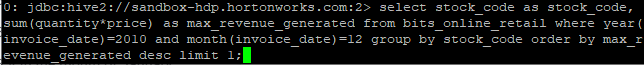 0: jdbc:hive2://sandbox-hdp.hortonworks.com:2> select stock_code as stock_code,
sum(quantity*price) as max_revenue_generated from bits_online_retail where year(
invoice_date)=2010 and month(invoice_date)=12 group by stock_code order by max_r
evenue_generated desc limit 1;